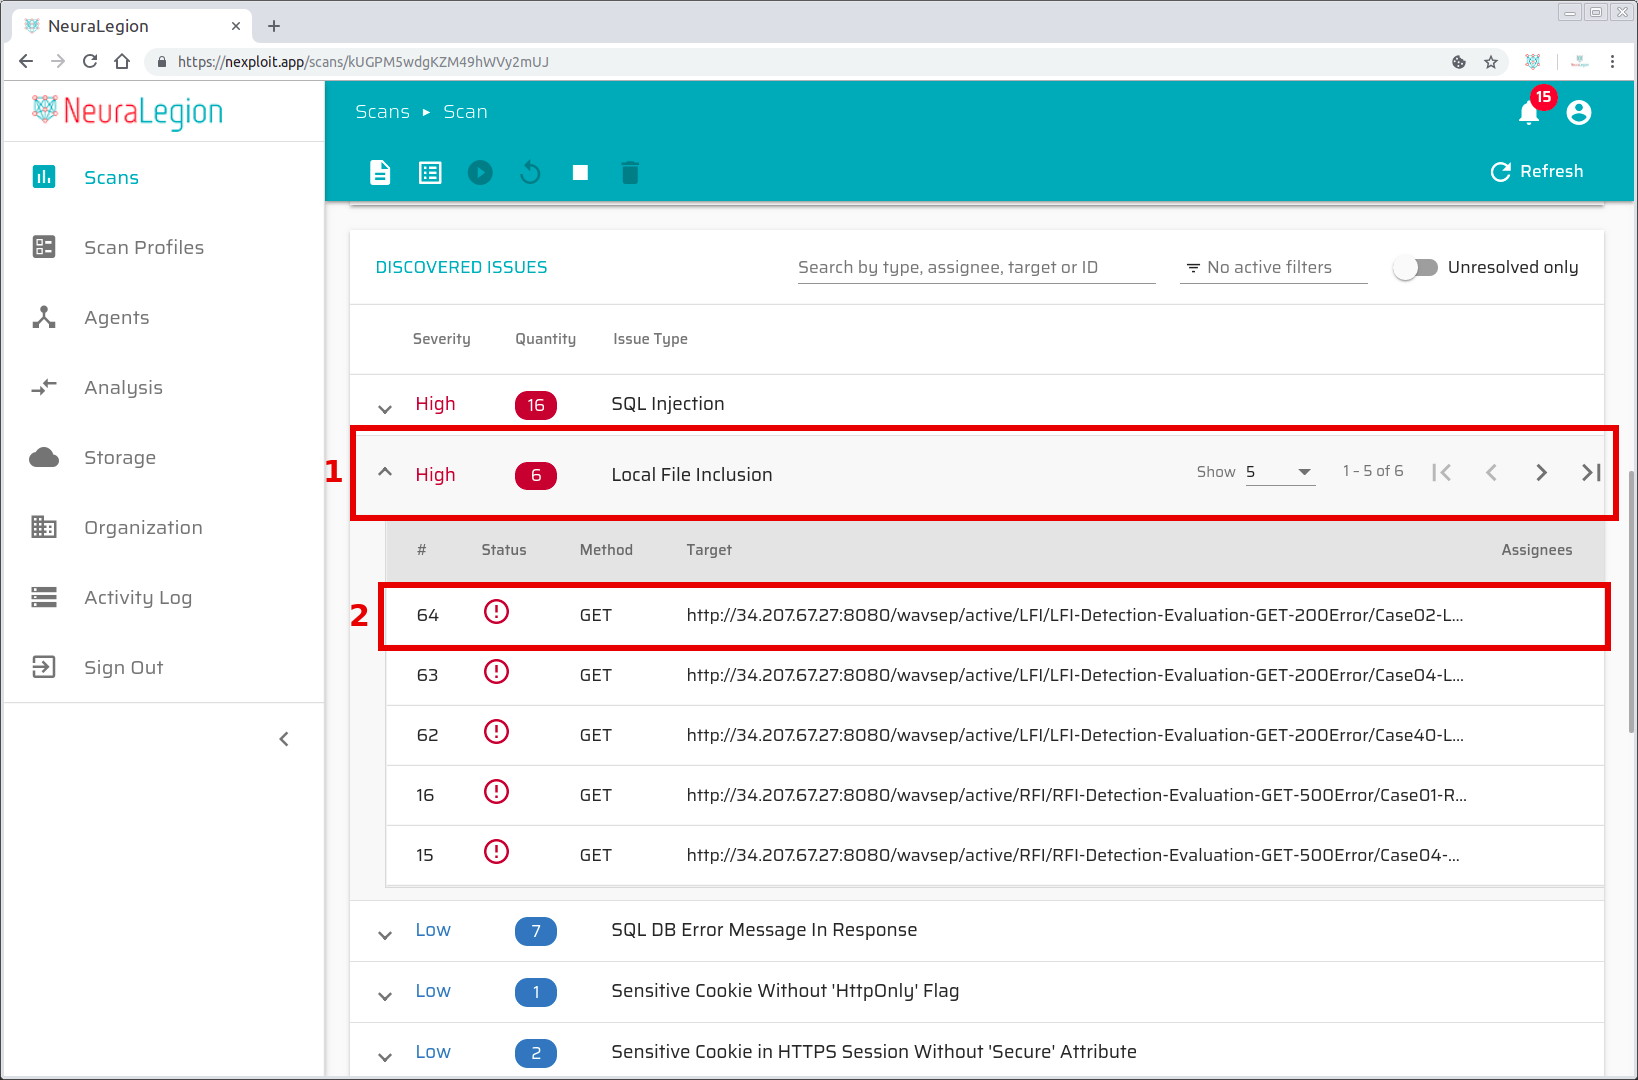 NeuraLegion
https://nexploit.app/scans/kUGPM5wdgKZM49hWVy2mUJ
NeuraLegion
Scans ▸ Scan
15
Refresh
Scans
Scan Profiles
Agents
Analysis
Storage
Organization
Activity Log
Sign Out
DISCOVERED ISSUES
Search by type, assignee, target or ID
No active filters
Unresolved only
Severity Quantity Issue Type
High 16 SQL Injection
1
High 6 Local File Inclusion Show 5 1 – 5 of 6
# Status Method Target Assignees
2
64 GET http://34.207.67.27:8080/wavsep/active/LFI/LFI-Detection-Evaluation-GET-200Error/Case02-L...
63 GET http://34.207.67.27:8080/wavsep/active/LFI/LFI-Detection-Evaluation-GET-200Error/Case04-L...
62 GET http://34.207.67.27:8080/wavsep/active/LFI/LFI-Detection-Evaluation-GET-200Error/Case40-L...
16 GET http://34.207.67.27:8080/wavsep/active/RFI/RFI-Detection-Evaluation-GET-500Error/Case01-R...
15 GET http://34.207.67.27:8080/wavsep/active/RFI/RFI-Detection-Evaluation-GET-500Error/Case04-...
Low 7 SQL DB Error Message In Response
Low 1 Sensitive Cookie Without 'HttpOnly' Flag
Low 2 Sensitive Cookie in HTTPS Session Without 'Secure' Attribute